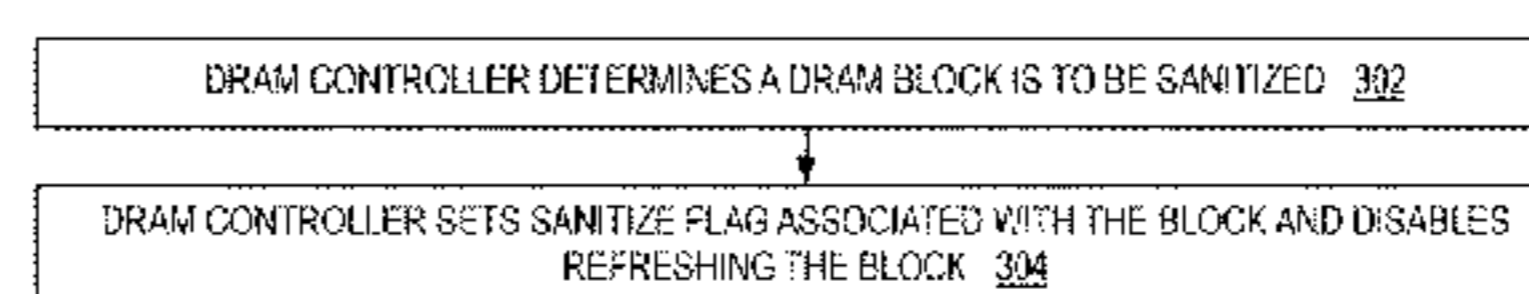 DRAM CONTROLLER DETERMINES A DRAM BLOCK IS TO BE SANITIZED 302
DRAM CONTROLLER SETS SANITIZE FLAG ASSOCIATED WITH THE BLOCK AND DISABLES
REFRESHING THE BLOCK 304